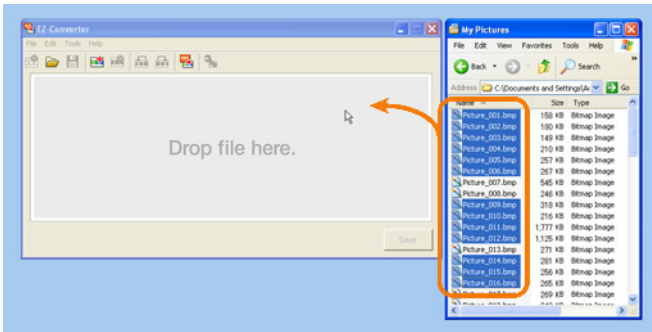 EZ-Converter
File Edit Tools Help
Drop file here.
Save
My Pictures
File Edit View Favorites Tools Help
Back Search »
Address C:\Documents and Settings\A Go
Name Size Type
Picture_001.bmp 158 KB Bitmap Image
Picture_002.bmp 180 KB Bitmap Image
Picture_003.bmp 149 KB Bitmap Image
Picture_004.bmp 210 KB Bitmap Image
Picture_005.bmp 257 KB Bitmap Image
Picture_006.bmp 267 KB Bitmap Image
Picture_007.bmp 545 KB Bitmap Image
Picture_008.bmp 246 KB Bitmap Image
Picture_009.bmp 318 KB Bitmap Image
Picture_010.bmp 216 KB Bitmap Image
Picture_011.bmp 1,777 KB Bitmap Image
Picture_012.bmp 1,125 KB Bitmap Image
Picture_013.bmp 271 KB Bitmap Image
Picture_014.bmp 281 KB Bitmap Image
Picture_015.bmp 256 KB Bitmap Image
Picture_016.bmp 265 KB Bitmap Image
Picture_017.bmp 269 KB Bitmap Image